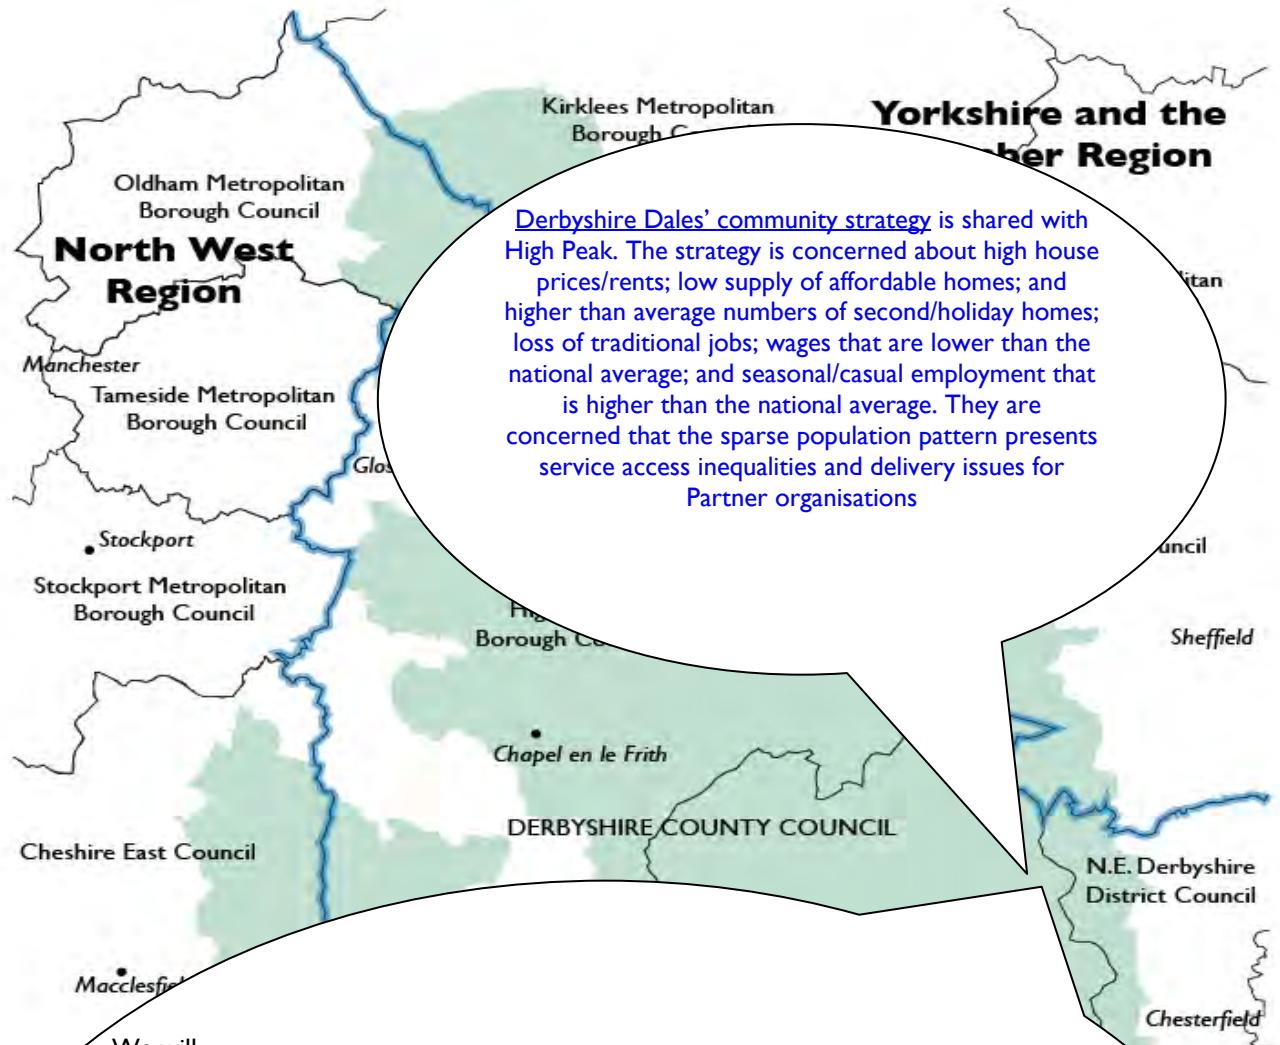 Kirklees Metropolitan
Borough
Yorkshire and the
Region
Oldham Metropolitan
Borough Council
North West
Region
Manchester
Tameside Metropolitan
Borough Council
Derbyshire Dales’ community strategy is shared with
High Peak. The strategy is concerned about high house
prices/rents; low supply of affordable homes; and
higher than average numbers of second/holiday homes;
loss of traditional jobs; wages that are lower than the
national average; and seasonal/casual employment that
is higher than the national average. They are
concerned that the sparse population pattern presents
service access inequalities and delivery issues for
Partner organisations
Stockport
Stockport Metropolitan
Borough Council
Borough
Sheffield
Chapel en le Frith
DERBYSHIRE COUNTY COUNCIL
Cheshire East Council
N.E. Derbyshire
District Council
Macclesfie
Chesterfield